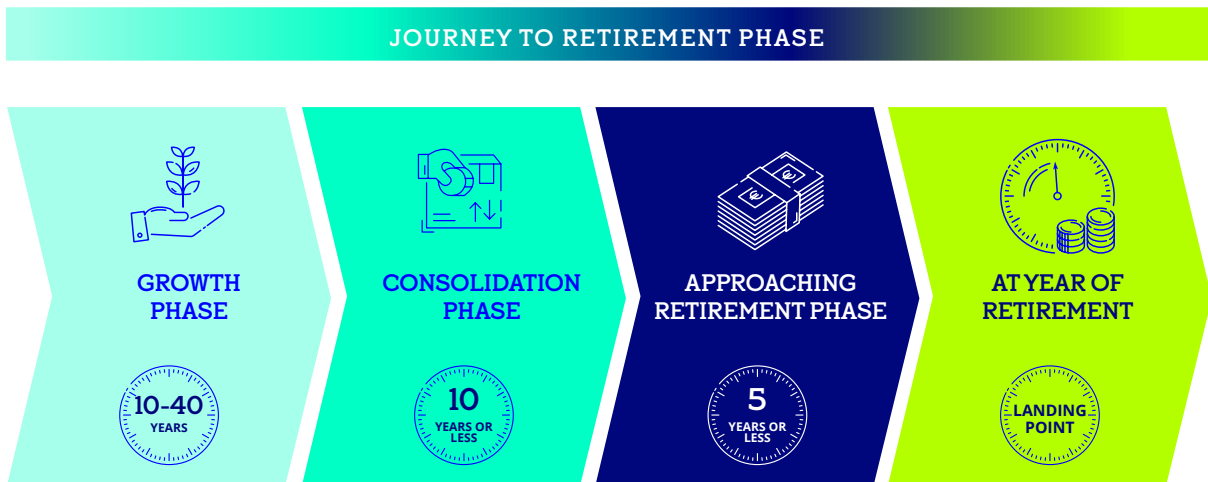 JOURNEY TO RETIREMENT PHASE
GROWTH
PHASE
10-40
YEARS
CONSOLIDATION
PHASE
10
YEARS OR
LESS
APPROACHING
RETIREMENT PHASE
5
YEARS OR
LESS
AT YEAR OF
RETIREMENT
LANDING
POINT